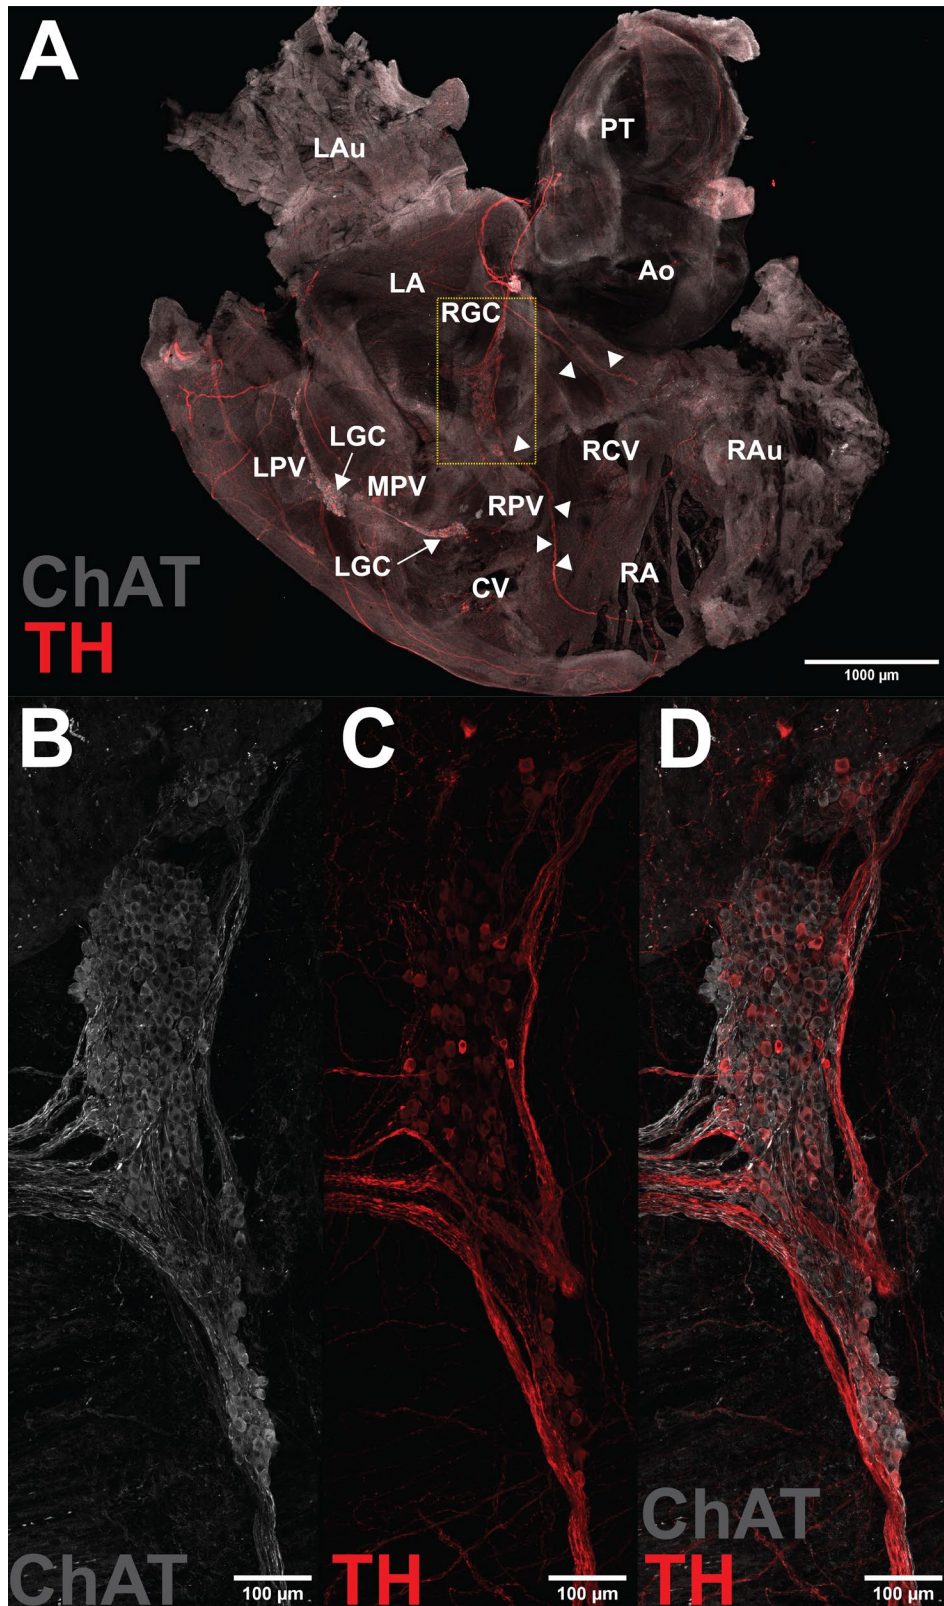 A
LAu
PT
LA
Ao
RGC
LGC
LPV
MPV
RCV
RAu
RPV
LGC
CV
RA
ChAT
TH
1000 µm
B
C
D
ChAT
100 µm
TH
100 µm
ChAT
TH
100 µm